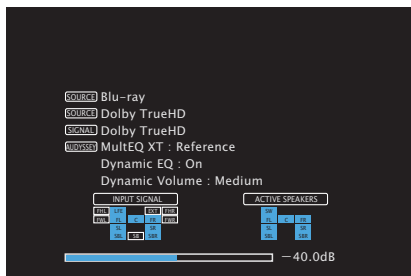 SOURCE Blu-ray
SOURCE Dolby TrueHD
SIGNAL Dolby TrueHD
AUDYSSEY MultEQ XT : Reference
Dynamic EQ : On
Dynamic Volume : Medium
INPUT SIGNAL ACTIVE SPEAKERS
FHL LFE EXT FHR SW
FWL FL C FR FWR FL C FR
SL SR SL SR
SBL SB SBR SBL SBR
-40.0dB